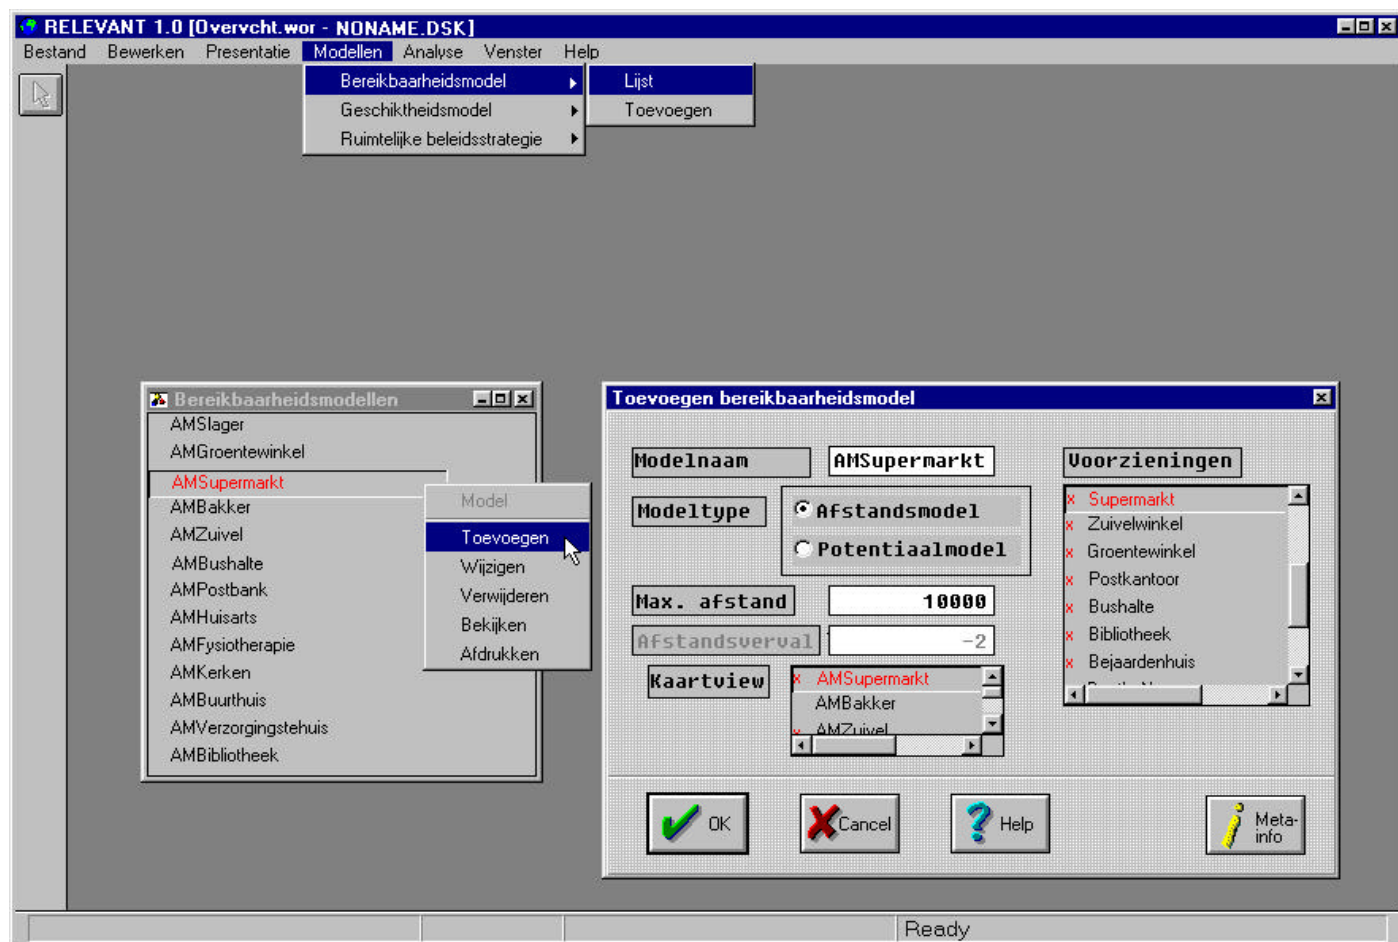 RELEVANT 1.0 [Overvcht.wor - NONAME.DSK]
Bestand Bewerken Presentatie Modellen Analyse Venster Help
Bereikbaarheidsmodel
Geschiktheidsmodel
Ruimtelijke beleidsstrategie
Lijst
Toevoegen
Bereikbaarheidsmodellen
AMSlager
AMGroentewinkel
AMSupermarkt
AMBakker
AMZuivel
AMBushalte
AMPostbank
AMHuisarts
AMFysiotherapie
AMKerken
AMBuurthuis
AMVerzorgingstehuis
AMBibliotheek
Model
Toevoegen
Wijzigen
Verwijderen
Bekijken
Afdrukken
Toevoegen bereikbaarheidsmodel
Modelnaam AMSupermarkt
Modeltype
Afstandsmodel
Potentiaalmodel
Max. afstand 10000
Afstandsverval -2
Kaartview
x AMSupermarkt
AMBakker
x AMZuivel
Voorzieningen
x Supermarkt
x Zuivelwinkel
x Groentewinkel
x Postkantoor
x Bushalte
x Bibliotheek
x Bejaardenhuis
OK
Cancel
Help
Meta-
info
Ready